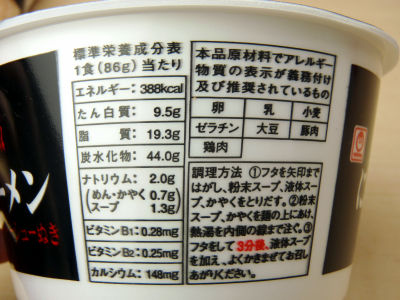 標準栄養成分表
1食(86g)当たり
エネルギー: 388kcal
たん白質: 9.5g
脂 質: 19.3g
炭水化物: 44.0g
ナトリウム: 2.0g
(めん・かやく 0.7g
スープ 1.3g)
ビタミンB1: 0.28mg
ビタミンB2: 0.25mg
カルシウム: 148mg
本品原材料でアレルギー
物質の表示が義務付け
及び推奨されているもの
卵 乳 小麦
ゼラチン 大豆 豚肉
鶏肉
調理方法 ①フタを矢印まで
はがし、粉末スープ、液体スー
プ、かやくをとりだす。②粉末
スープ、かやくを麺の上にあけ、
熱湯を内側の線まで注ぐ。③
フタをして3分後、液体スープ
を加え、よくかきまぜてお召し
あがりください。
ーメン